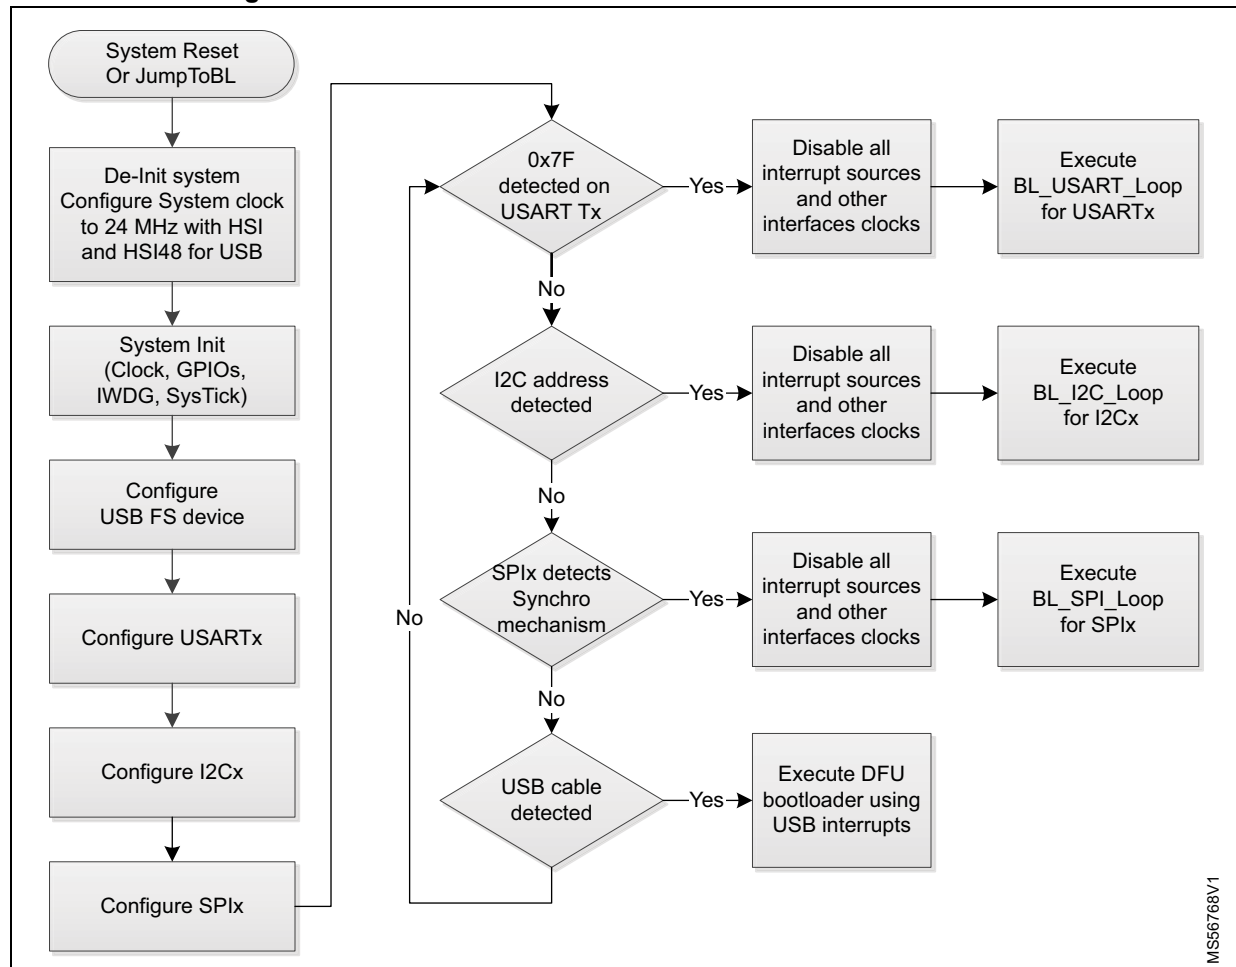 System Reset
Or JumpToBL
De-Init system
Configure System clock
to 24 MHz with HSI
and HSI48 for USB
System Init
(Clock, GPIOs,
IWDG, SysTick)
Configure
USB FS device
Configure USARTx
Configure I2Cx
Configure SPIx
0x7F
detected on
USART Tx
Yes
Disable all
interrupt sources
and other
interfaces clocks
Execute
BL_USART_Loop
for USARTx
No
I2C address
detected
Yes
Disable all
interrupt sources
and other
interfaces clocks
Execute
BL_I2C_Loop
for I2Cx
No
SPIx detects
Synchro
mechanism
Yes
Disable all
interrupt sources
and other
interfaces clocks
Execute
BL_SPI_Loop
for SPIx
No
No
USB cable
detected
Yes
Execute DFU
bootloader using
USB interrupts
MS56768V1